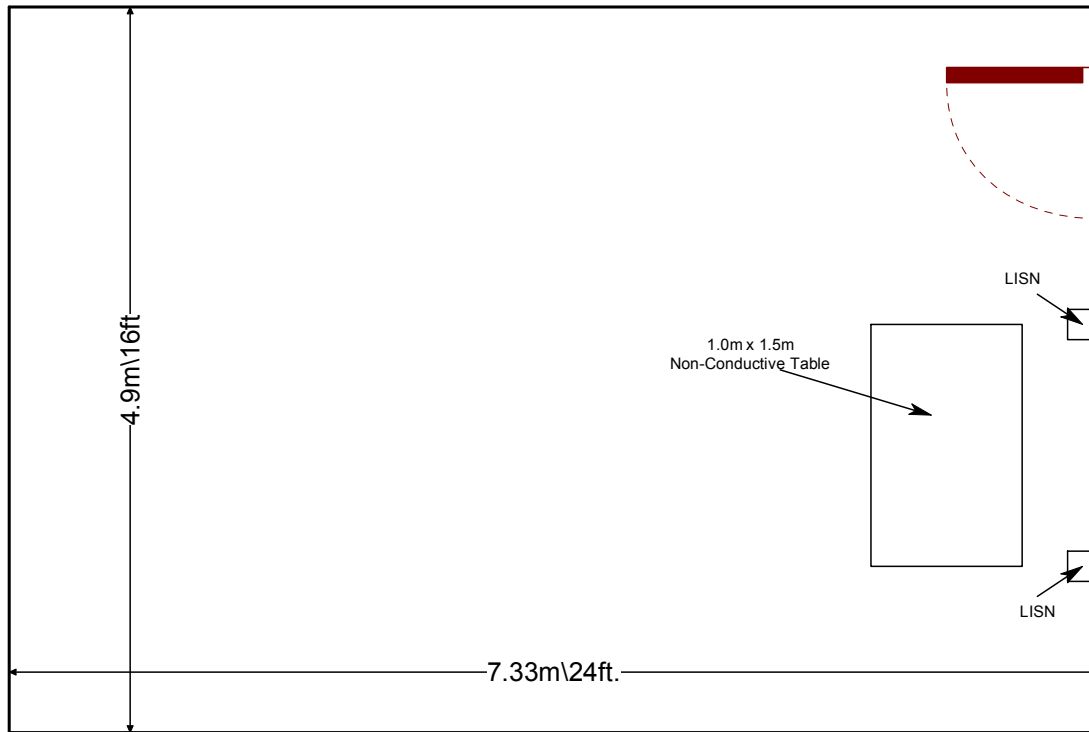 LISN
4.9m\16ft
1.0m x 1.5m
Non-Conductive Table
LISN
7.33m\24ft.